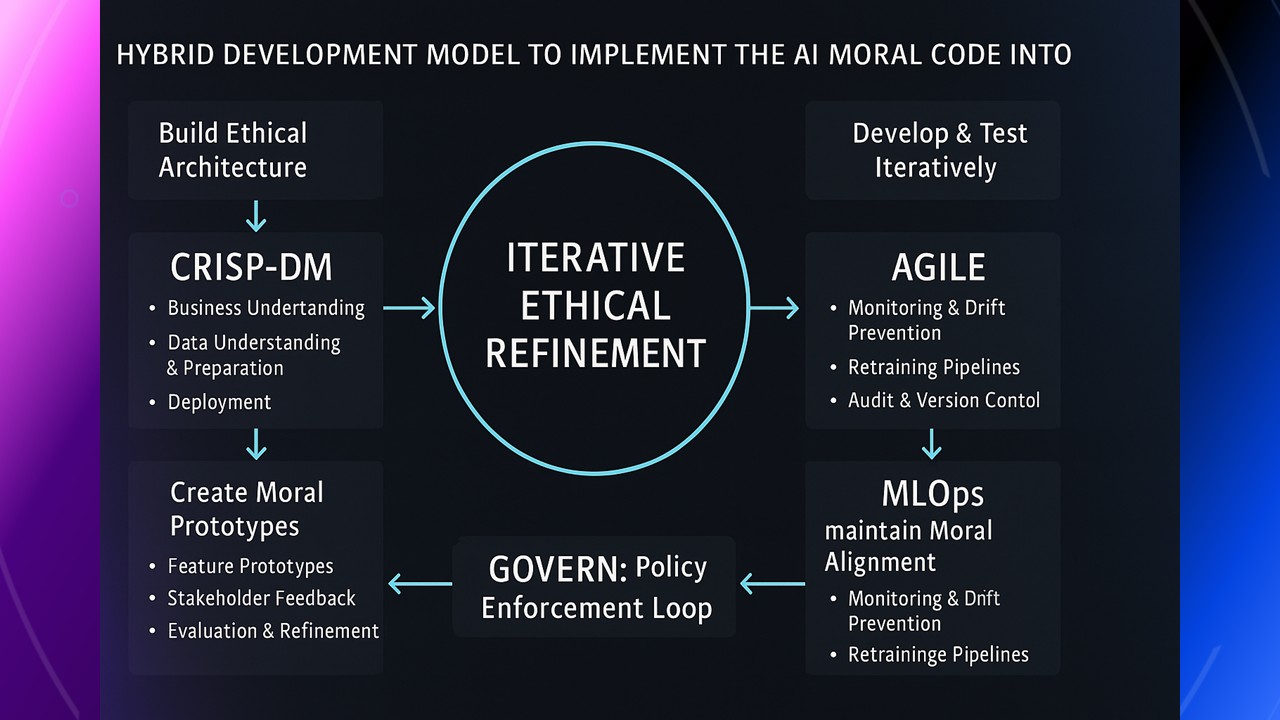 HYBRID DEVELOPMENT MODEL TO IMPLEMENT THE AI MORAL CODE INTO
Build Ethical
Architecture
CRISP-DM
• Business Undertanding
• Data Understanding
& Preparation
• Deployment
Create Moral
Prototypes
• Feature Prototypes
• Stakeholder Feedback
• Evaluation & Refinement
ITERATIVE
ETHICAL
REFINEMENT
GOVERN: Policy
Enforcement Loop
Develop & Test
Iteratively
AGILE
• Monitoring & Drift
Prevention
• Retraining Pipelines
• Audit & Version Contol
MLOps
maintain Moral
Alignment
• Monitoring & Dnft
Prevention
• Retraininge Pipelines